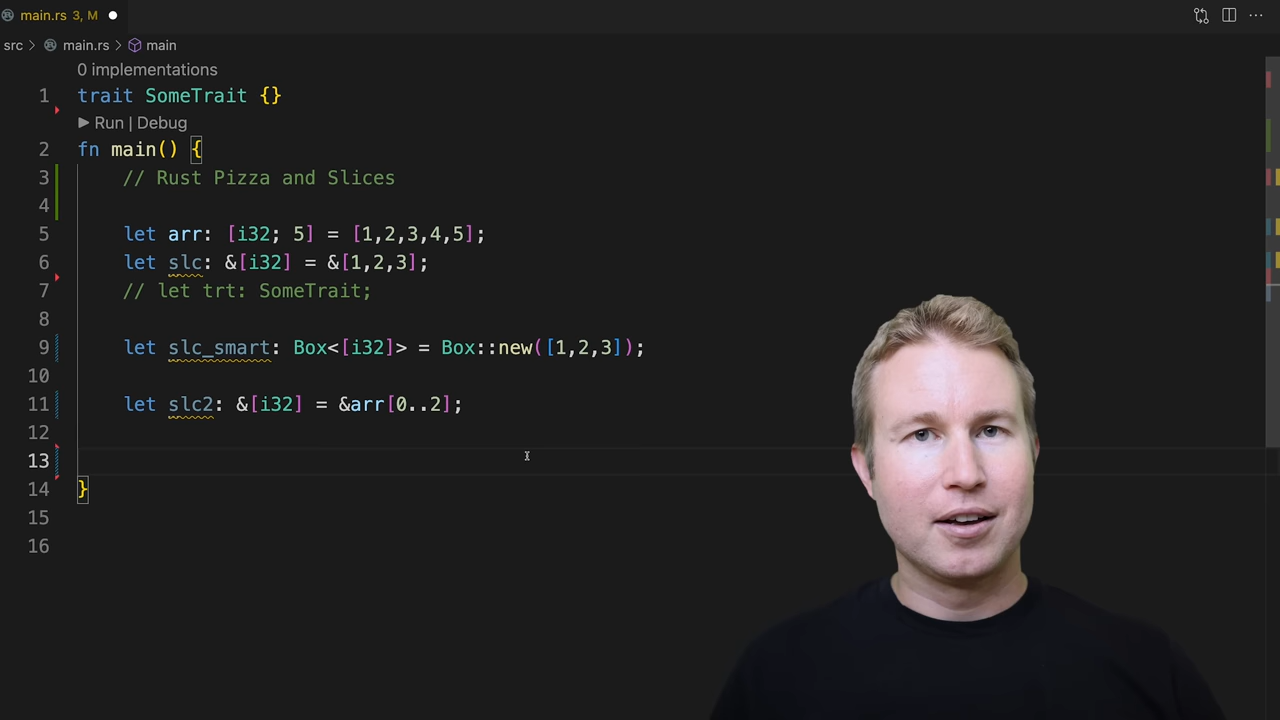 main.rs 3, M
src > main.rs > main
0 implementations
1 trait SomeTrait {}
Run | Debug
2 fn main() {
3 // Rust Pizza and Slices
4
5 let arr: [i32; 5] = [1,2,3,4,5];
6 let slc: &[i32] = &[1,2,3];
7 // let trt: SomeTrait;
8
9 let slc_smart: Box<[i32]> = Box::new([1,2,3]);
10
11 let slc2: &[i32] = &arr[0..2];
12
13
14 }
15
16